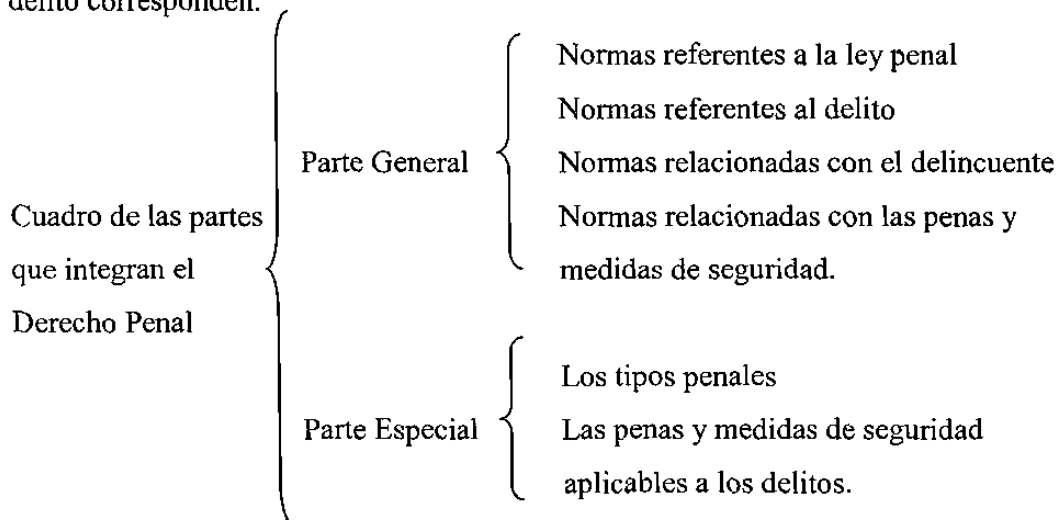 delito corresponden.
Normas referentes a la ley penal
Normas referentes al delito
Parte General
Normas relacionadas con el delincuente
Cuadro de las partes
Normas relacionadas con las penas y
que integran el
medidas de seguridad.
Derecho Penal
Los tipos penales
Parte Especial
Las penas y medidas de seguridad
aplicables a los delitos.